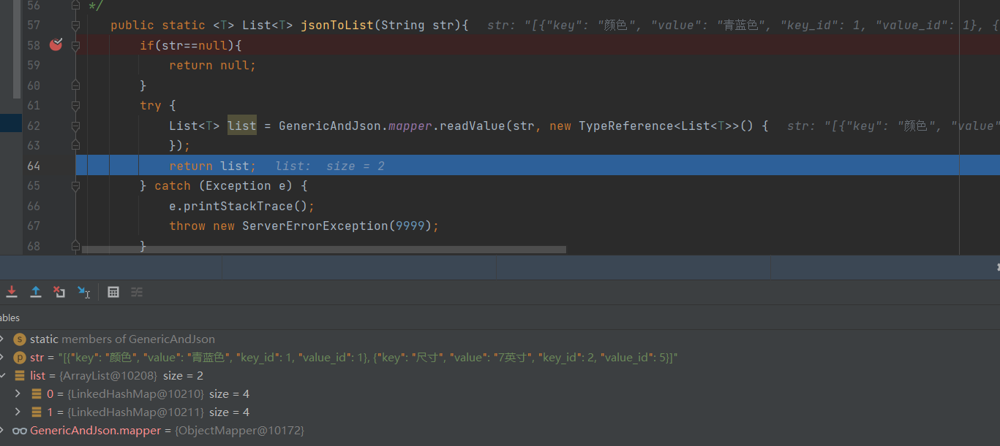 56 */
57 public static <T> List<T> jsonToList(String str){ str: "[{"key": "颜色", "value": "青蓝色", "key_id": 1, "value_id": 1}, {
58 if(str==null){
59 return null;
60 }
61 try {
62 List<T> list = GenericAndJson.mapper.readValue(str, new TypeReference<List<T>>() { str: "[{"key": "颜色", "value"
63 });
64 return list; list: size = 2
65 } catch (Exception e) {
66 e.printStackTrace();
67 throw new ServerErrorException(9999);
68 }
ables
s static members of GenericAndJson
p str = "[{"key": "颜色", "value": "青蓝色", "key_id": 1, "value_id": 1}, {"key": "尺寸", "value": "7英寸", "key_id": 2, "value_id": 5}]"
list = {ArrayList@10208} size = 2
0 = {LinkedHashMap@10210} size = 4
1 = {LinkedHashMap@10211} size = 4
GenericAndJson.mapper = {ObjectMapper@10172}